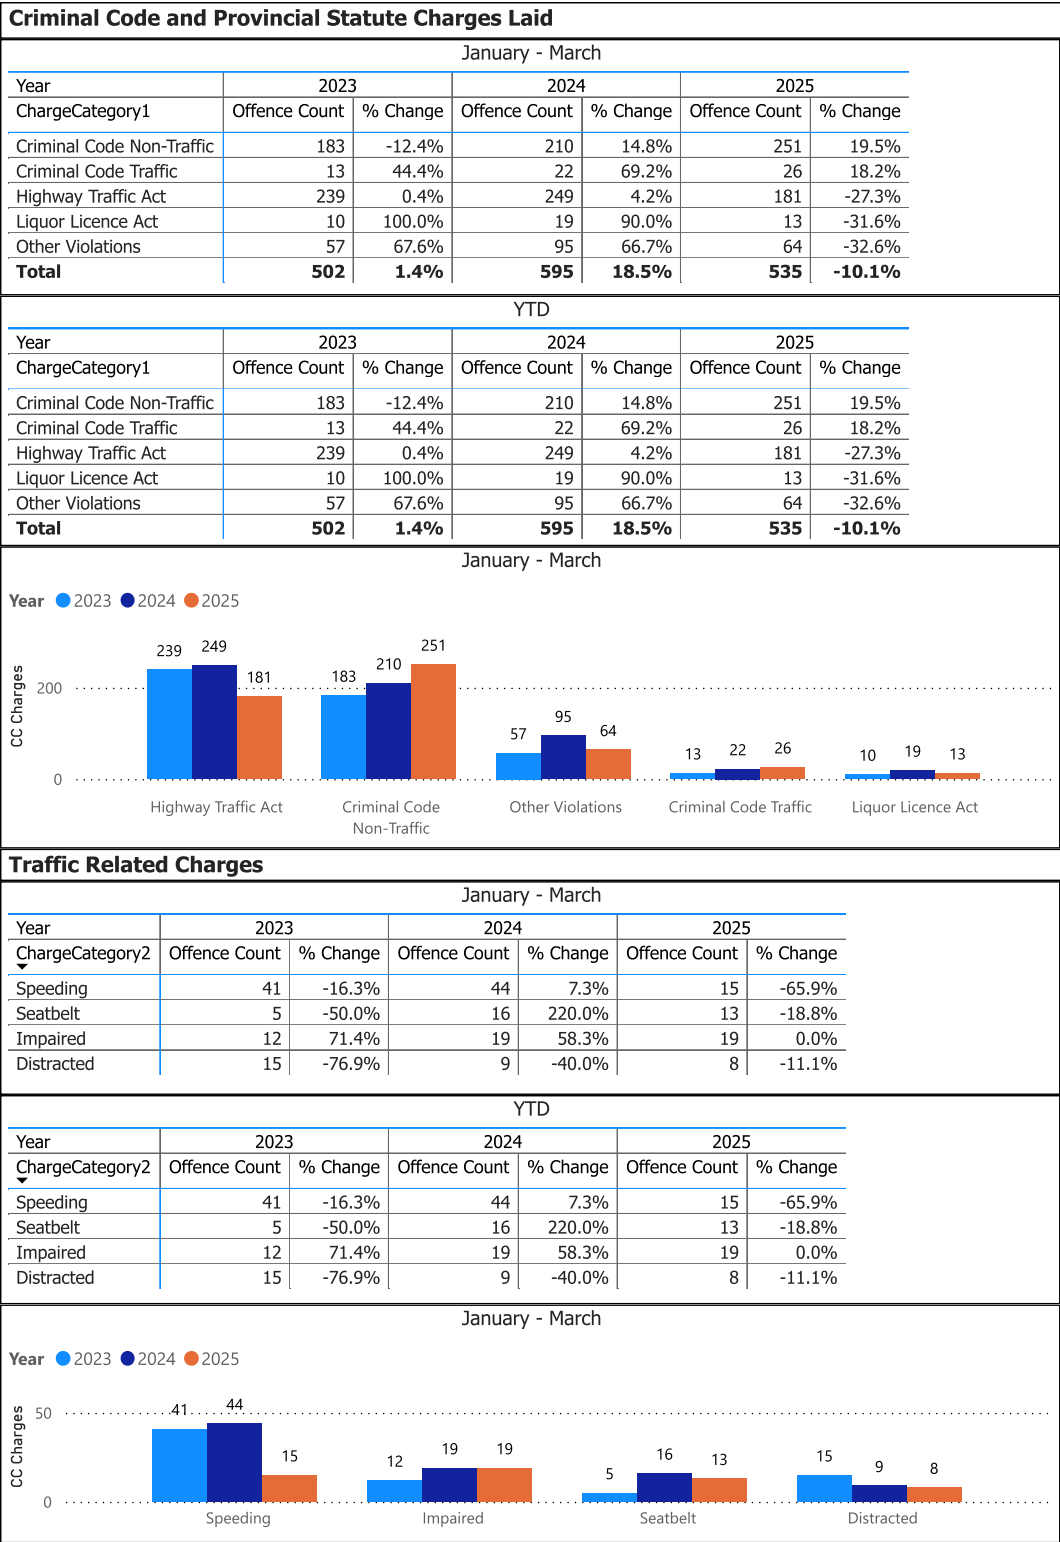 Criminal Code and Provincial Statute Charges Laid
January - March
Year 2023 2024 2025
ChargeCategory1 Offence Count % Change Offence Count % Change Offence Count % Change
Criminal Code Non-Traffic 183 -12.4% 210 14.8% 251 19.5%
Criminal Code Traffic 13 44.4% 22 69.2% 26 18.2%
Highway Traffic Act 239 0.4% 249 4.2% 181 -27.3%
Liquor Licence Act 10 100.0% 19 90.0% 13 -31.6%
Other Violations 57 67.6% 95 66.7% 64 -32.6%
Total 502 1.4% 595 18.5% 535 -10.1%
YTD
Year 2023 2024 2025
ChargeCategory1 Offence Count % Change Offence Count % Change Offence Count % Change
Criminal Code Non-Traffic 183 -12.4% 210 14.8% 251 19.5%
Criminal Code Traffic 13 44.4% 22 69.2% 26 18.2%
Highway Traffic Act 239 0.4% 249 4.2% 181 -27.3%
Liquor Licence Act 10 100.0% 19 90.0% 13 -31.6%
Other Violations 57 67.6% 95 66.7% 64 -32.6%
Total 502 1.4% 595 18.5% 535 -10.1%
January - March
Year 2023 2024 2025
CC Charges
200
0
239 249 181
183 210 251
57 95 64
13 22 26
10 19 13
Highway Traffic Act
Criminal Code
Non-Traffic
Other Violations
Criminal Code Traffic
Liquor Licence Act
Traffic Related Charges
January - March
Year 2023 2024 2025
ChargeCategory2 Offence Count % Change Offence Count % Change Offence Count % Change
Speeding 41 -16.3% 44 7.3% 15 -65.9%
Seatbelt 5 -50.0% 16 220.0% 13 -18.8%
Impaired 12 71.4% 19 58.3% 19 0.0%
Distracted 15 -76.9% 9 -40.0% 8 -11.1%
YTD
Year 2023 2024 2025
ChargeCategory2 Offence Count % Change Offence Count % Change Offence Count % Change
Speeding 41 -16.3% 44 7.3% 15 -65.9%
Seatbelt 5 -50.0% 16 220.0% 13 -18.8%
Impaired 12 71.4% 19 58.3% 19 0.0%
Distracted 15 -76.9% 9 -40.0% 8 -11.1%
January - March
Year 2023 2024 2025
CC Charges
50
0
41 44 15
12 19 19
5 16 13
15 9 8
Speeding
Impaired
Seatbelt
Distracted